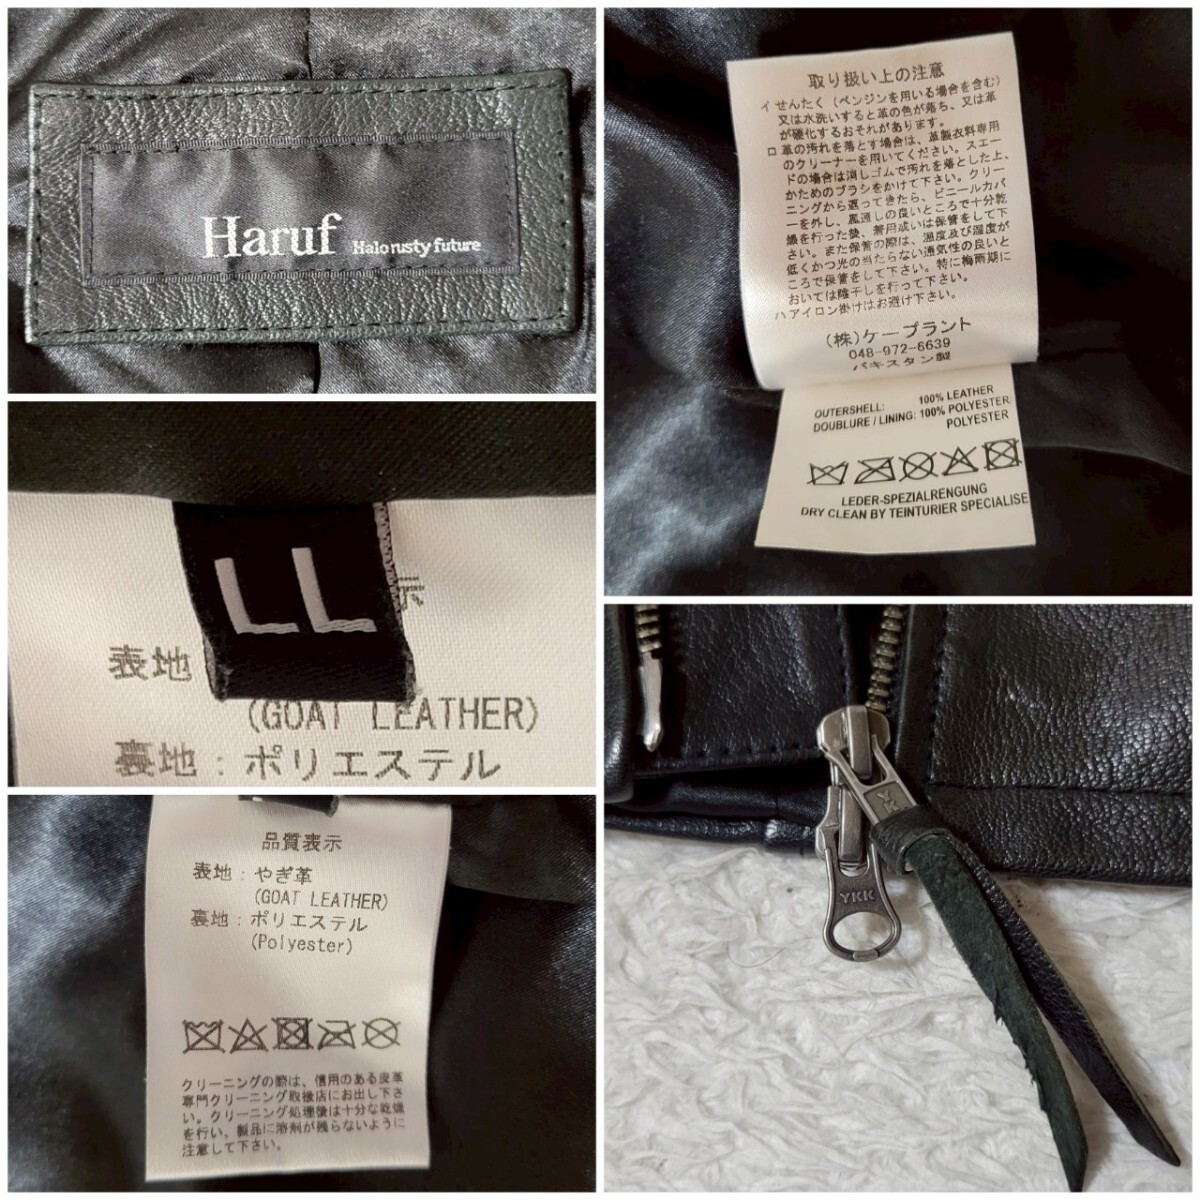 Haruf Halo rusty future
取り扱い上の注意
イ せんたく（ベンジンを用いる場合を含む）
又は水洗いすると革の色が落ち、又は革
が硬化するおそれがあります。
ロ 革の汚れを落とす場合は、革製衣料専用
のクリーナーを用いてください。スエー
ドの場合は消しゴムで汚れを落とした上、
かためのブラシをかけて下さい。クリー
ニングから返ってきたら、ビニールカバ
ーを外し、風通しの良いところで十分乾
燥を行った後、着用或いは保管をして下
さい。また保管の際は、温度及び湿度が
低くかつ光の当たらない通気性の良いと
ころで保管をして下さい。特に梅雨期に
おいては陰干しを行って下さい。
ハ アイロン掛けはお避け下さい。
(株)ケープラント
048-972-6639
パキスタン製
OUTERSHELL: 100% LEATHER
DOUBLURE / LINING: 100% POLYESTER
POLYESTER
LEDER-SPEZIALRENGUNG
DRY CLEAN BY TEINTURIER SPECIALISE
LL
示
表地
(GOAT LEATHER)
裏地：ポリエステル
品質表示
表地：やぎ革
(GOAT LEATHER)
裏地：ポリエステル
(Polyester)
クリーニングの際は、信用のある皮革
専門クリーニング取扱店にお出し下さ
い。クリーニング処理後は十分な乾燥
を行い、製品に溶剤が残らないように
注意して下さい。
YK
YKK